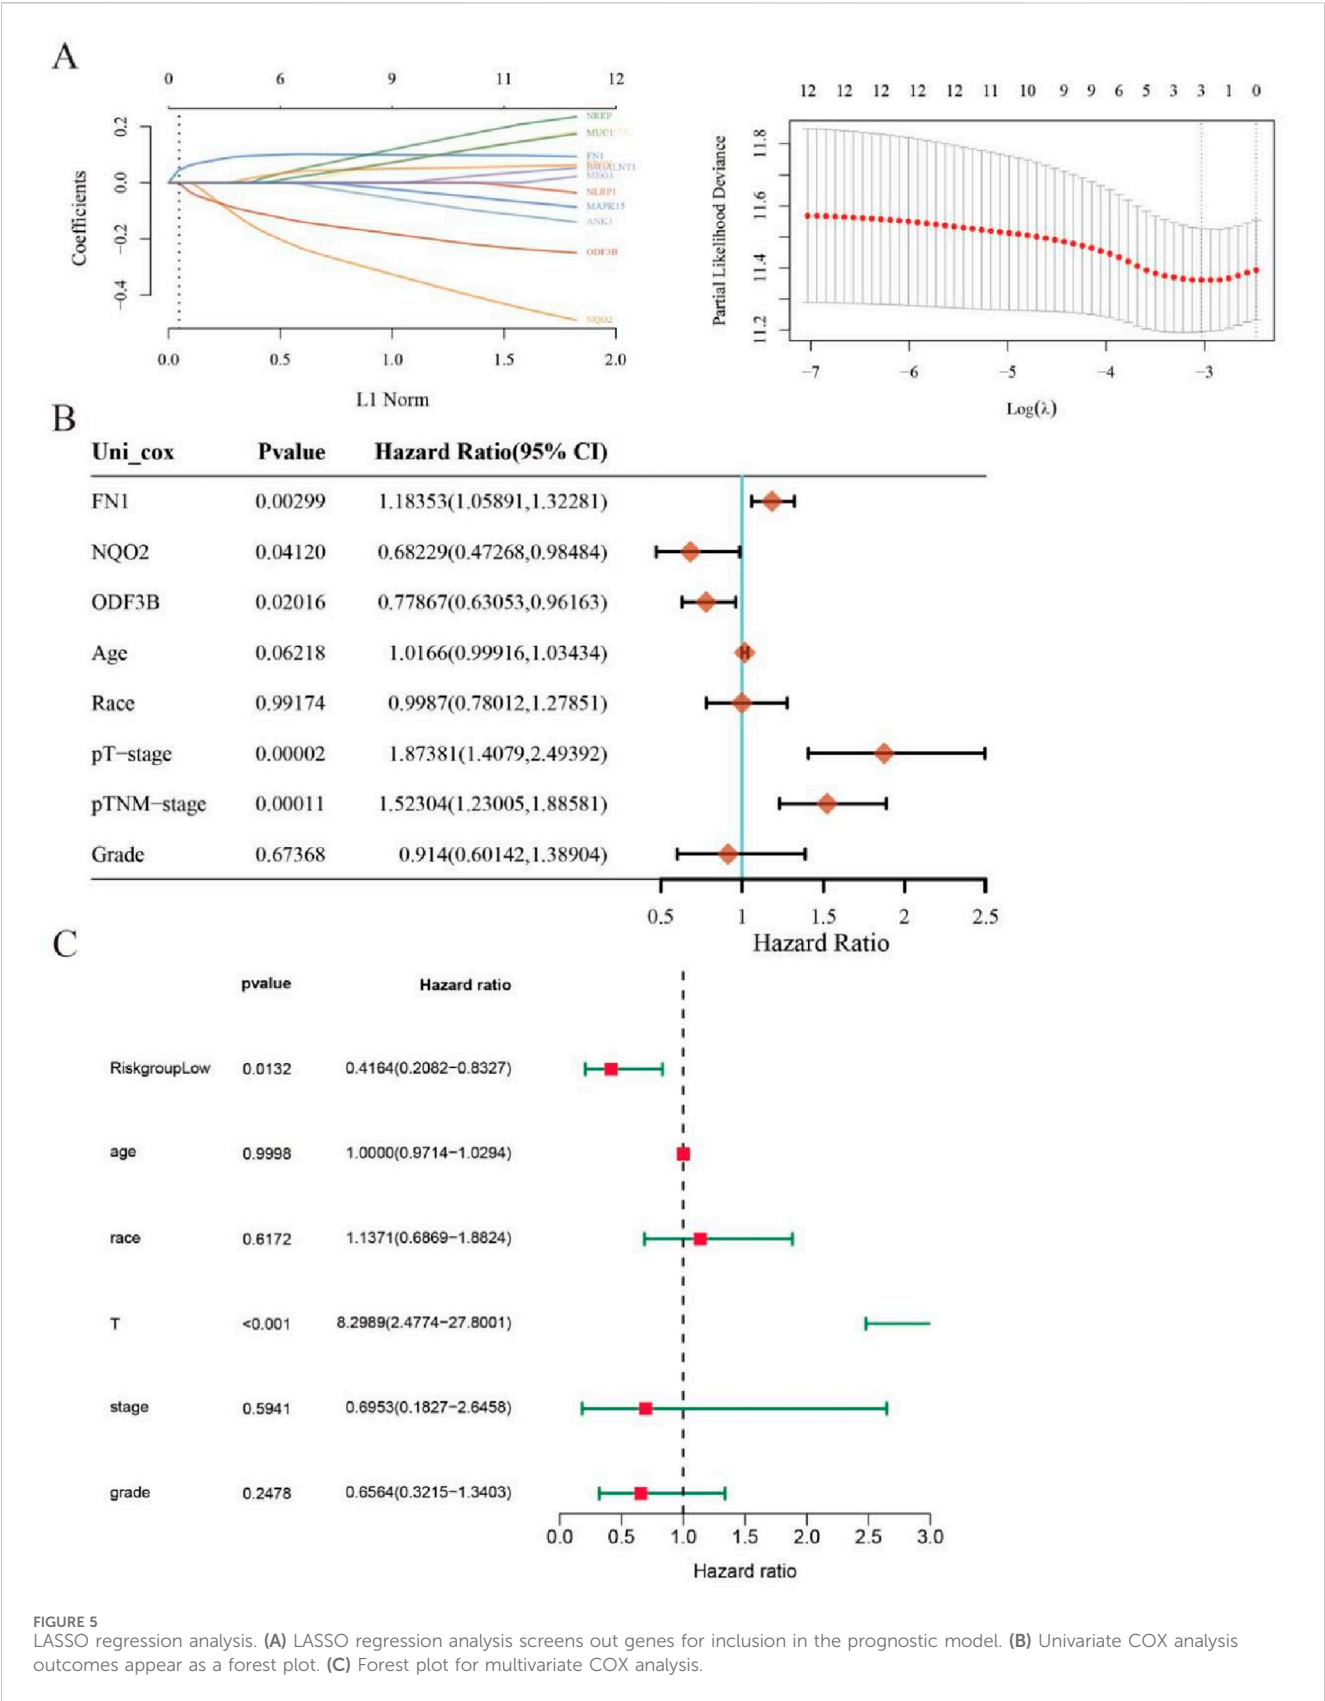 A
0 6 9 11 12
0.2
0.0
−0.2
−0.4
Coefficients
NREP
MUC1
FN1
MEG3
NLRP1
MAPK15
ANK3
ODF3B
NQO2
0.0 0.5 1.0 1.5 2.0
L1 Norm
12 12 12 12 12 11 10 9 9 6 5 3 3 1 0
Partial Likelihood Deviance
11.8
11.6
11.4
11.2
−7 −6 −5 −4 −3
Log(λ)
B
Uni_cox Pvalue Hazard Ratio(95% CI)
FN1 0.00299 1.18353(1.05891,1.32281)
NQO2 0.04120 0.68229(0.47268,0.98484)
ODF3B 0.02016 0.77867(0.63053,0.96163)
Age 0.06218 1.0166(0.99916,1.03434)
Race 0.99174 0.9987(0.78012,1.27851)
pT−stage 0.00002 1.87381(1.4079,2.49392)
pTNM−stage 0.00011 1.52304(1.23005,1.88581)
Grade 0.67368 0.914(0.60142,1.38904)
0.5 1 1.5 2 2.5
Hazard Ratio
C
pvalue Hazard ratio
RiskgroupLow 0.0132 0.4164(0.2082−0.8327)
age 0.9998 1.0000(0.9714−1.0294)
race 0.6172 1.1371(0.6869−1.8824)
T <0.001 8.2989(2.4774−27.8001)
stage 0.5941 0.6953(0.1827−2.6458)
grade 0.2478 0.6564(0.3215−1.3403)
0.0 0.5 1.0 1.5 2.0 2.5 3.0
Hazard ratio
FIGURE 5
LASSO regression analysis. (A) LASSO regression analysis screens out genes for inclusion in the prognostic model. (B) Univariate COX analysis
outcomes appear as a forest plot. (C) Forest plot for multivariate COX analysis.